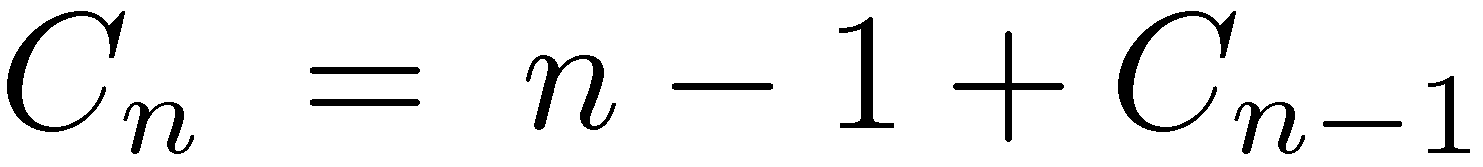 $C_n = n - 1 + C_{n-1}$